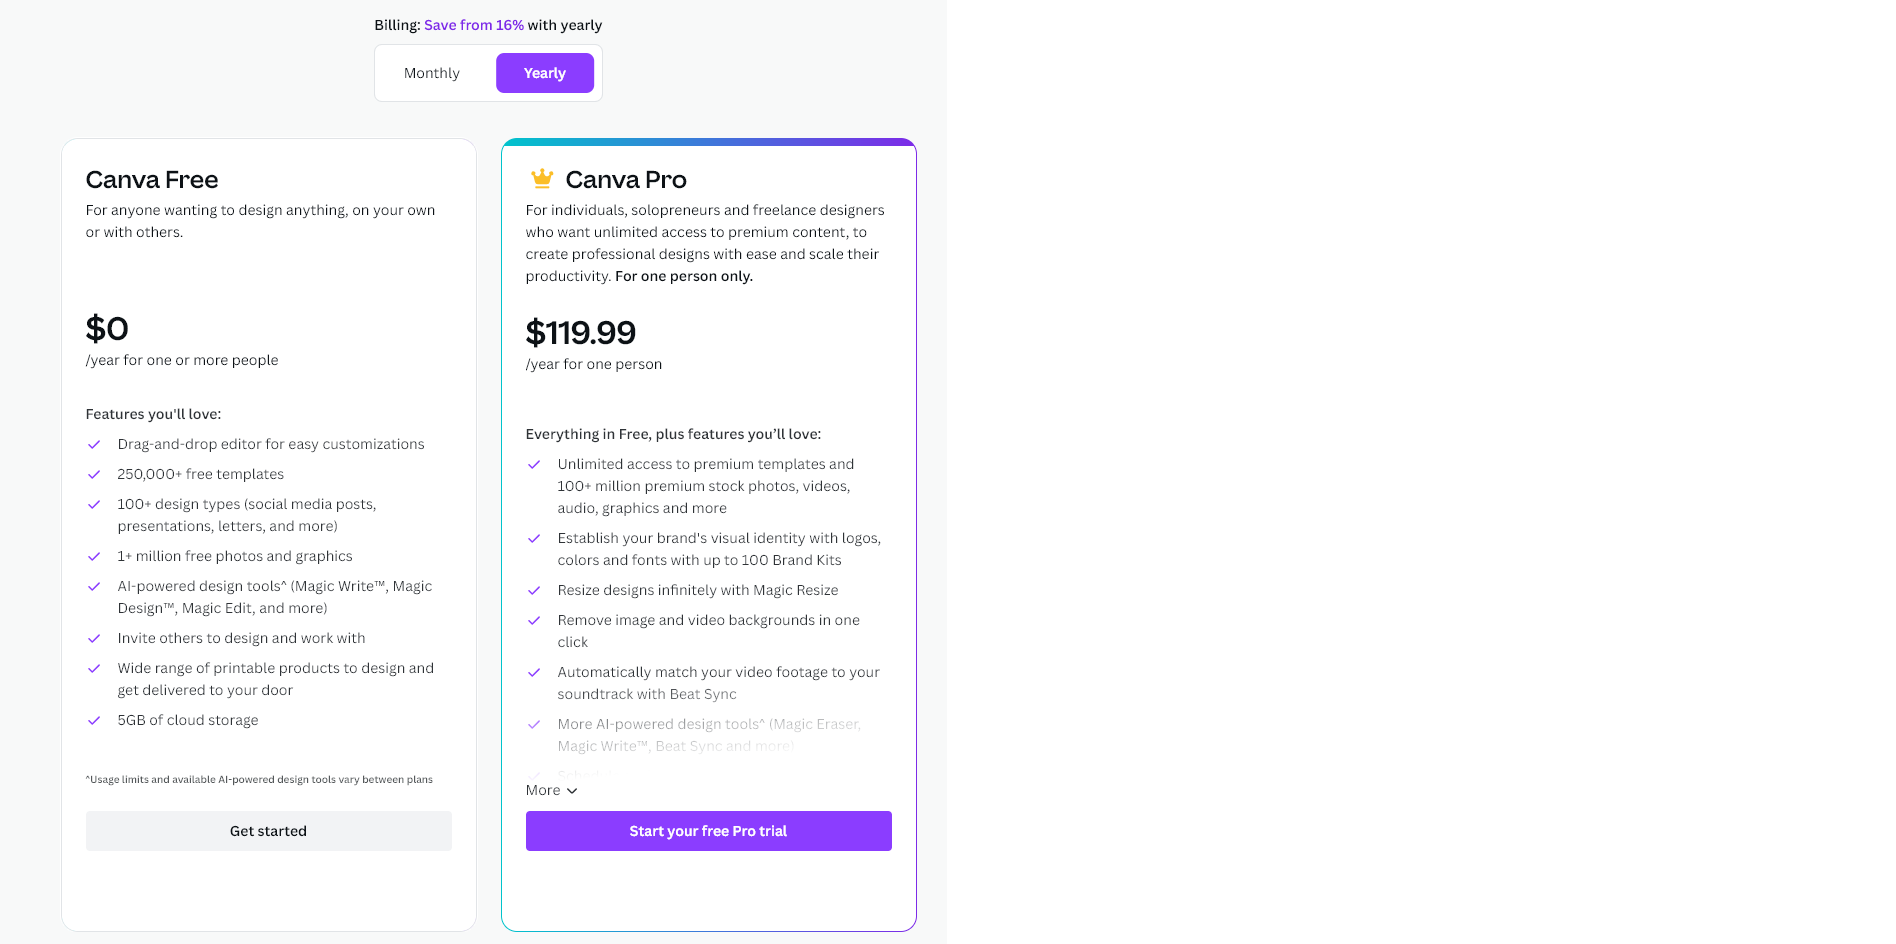 Billing: Save from 16% with yearly
Monthly
Yearly
Canva Free
For anyone wanting to design anything, on your own
or with others.
$0
/year for one or more people
Features you'll love:
Drag-and-drop editor for easy customizations
250,000+ free templates
100+ design types (social media posts,
presentations, letters, and more)
1+ million free photos and graphics
AI-powered design tools^ (Magic Write™, Magic
Design™, Magic Edit, and more)
Invite others to design and work with
Wide range of printable products to design and
get delivered to your door
5GB of cloud storage
^Usage limits and available AI-powered design tools vary between plans
Get started
Canva Pro
For individuals, solopreneurs and freelance designers
who want unlimited access to premium content, to
create professional designs with ease and scale their
productivity. For one person only.
$119.99
/year for one person
Everything in Free, plus features you’ll love:
Unlimited access to premium templates and
100+ million premium stock photos, videos,
audio, graphics and more
Establish your brand's visual identity with logos,
colors and fonts with up to 100 Brand Kits
Resize designs infinitely with Magic Resize
Remove image and video backgrounds in one
click
Automatically match your video footage to your
soundtrack with Beat Sync
More AI-powered design tools^ (Magic Eraser,
Magic Write™, Beat Sync and more)
More
Start your free Pro trial